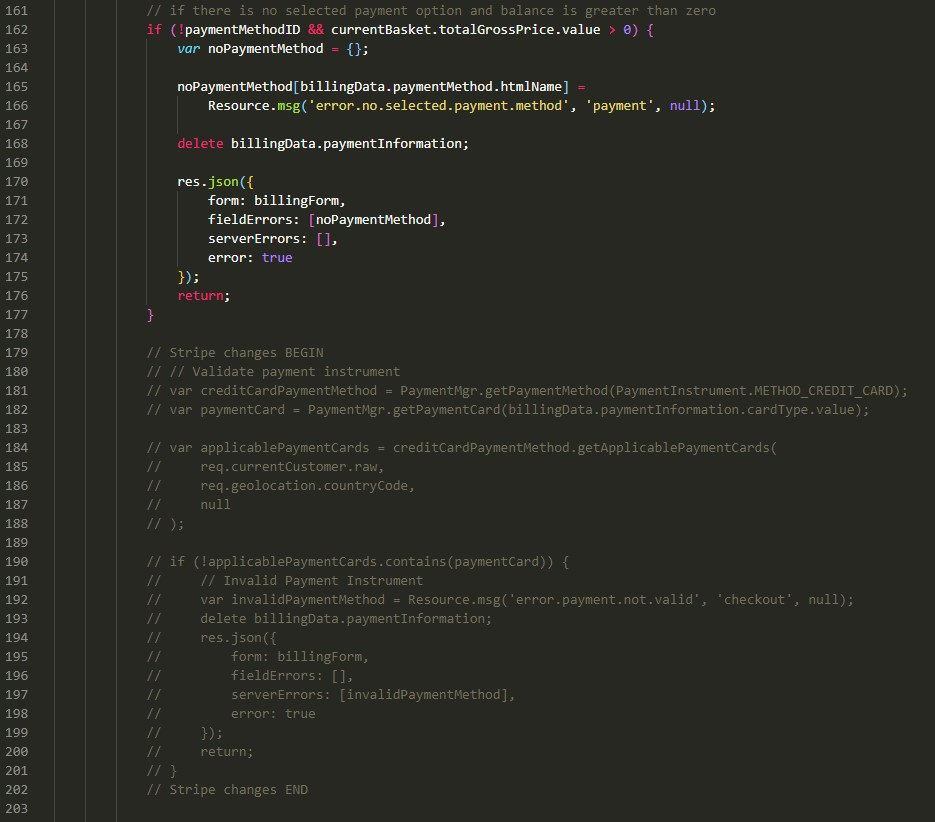 161 // if there is no selected payment option and balance is greater than zero
162 if (!paymentMethodID && currentBasket.totalGrossPrice.value > 0) {
163 var noPaymentMethod = {};
164
165 noPaymentMethod[billingData.paymentMethod.htmlName] =
166 Resource.msg('error.no.selected.payment.method', 'payment', null);
167
168 delete billingData.paymentInformation;
169
170 res.json({
171 form: billingForm,
172 fieldErrors: [noPaymentMethod],
173 serverErrors: [],
174 error: true
175 });
176 return;
177 }
178
179 // Stripe changes BEGIN
180 // // Validate payment instrument
181 // var creditCardPaymentMethod = PaymentMgr.getPaymentMethod(PaymentInstrument.METHOD_CREDIT_CARD);
182 // var paymentCard = PaymentMgr.getPaymentCard(billingData.paymentInformation.cardType.value);
183
184 // var applicablePaymentCards = creditCardPaymentMethod.getApplicablePaymentCards(
185 // req.currentCustomer.raw,
186 // req.geolocation.countryCode,
187 // null
188 // );
189
190 // if (!applicablePaymentCards.contains(paymentCard)) {
191 // // Invalid Payment Instrument
192 // var invalidPaymentMethod = Resource.msg('error.payment.not.valid', 'checkout', null);
193 // delete billingData.paymentInformation;
194 // res.json({
195 // form: billingForm,
196 // fieldErrors: [],
197 // serverErrors: [invalidPaymentMethod],
198 // error: true
199 // });
200 // return;
201 // }
202 // Stripe changes END
203